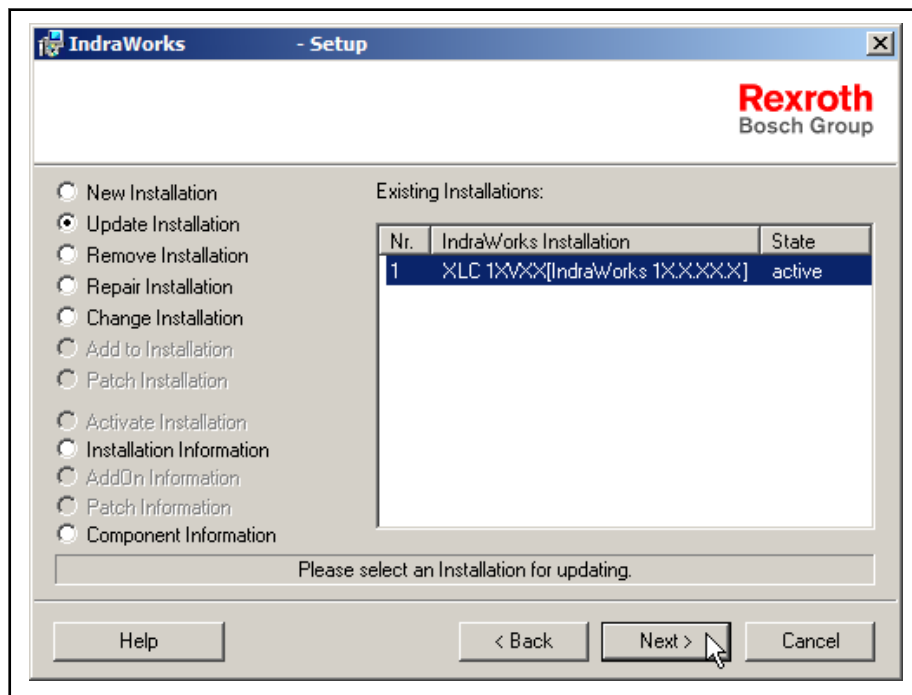 IndraWorks - Setup
Rexroth
Bosch Group
New Installation
Update Installation
Remove Installation
Repair Installation
Change Installation
Add to Installation
Patch Installation
Activate Installation
Installation Information
AddOn Information
Patch Information
Component Information
Existing Installations:
Nr. IndraWorks Installation State
1 XLC 1XVXX[IndraWorks 1X.X.XX.X] active
Please select an Installation for updating.
Help < Back Next > Cancel